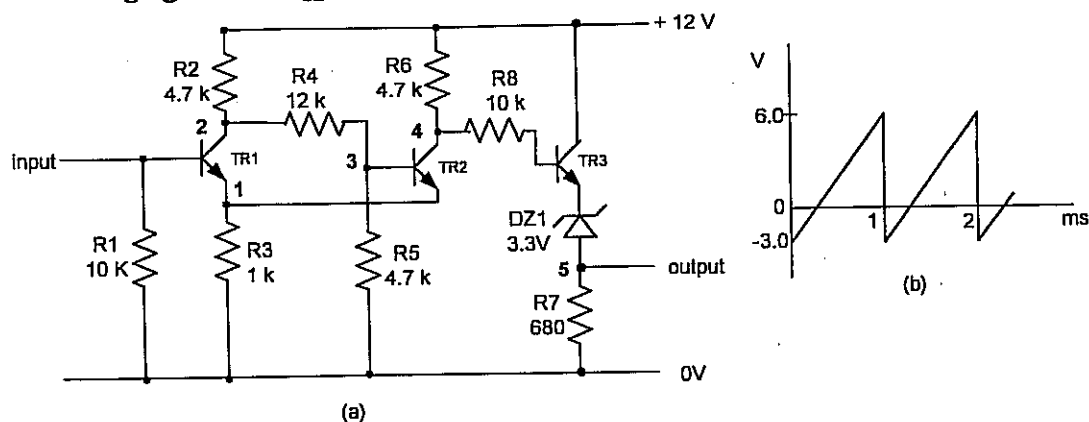 + 12 V
R2
4.7 k
R4
12 k
R6
4.7 k
R8
10 k
2
4
input
TR1
3
TR2
TR3
1
DZ1
3.3V
R1
10 K
R3
1 k
R5
4.7 k
5
output
R7
680
0V
(a)
V
6.0
0
1
2
ms
-3.0
(b)